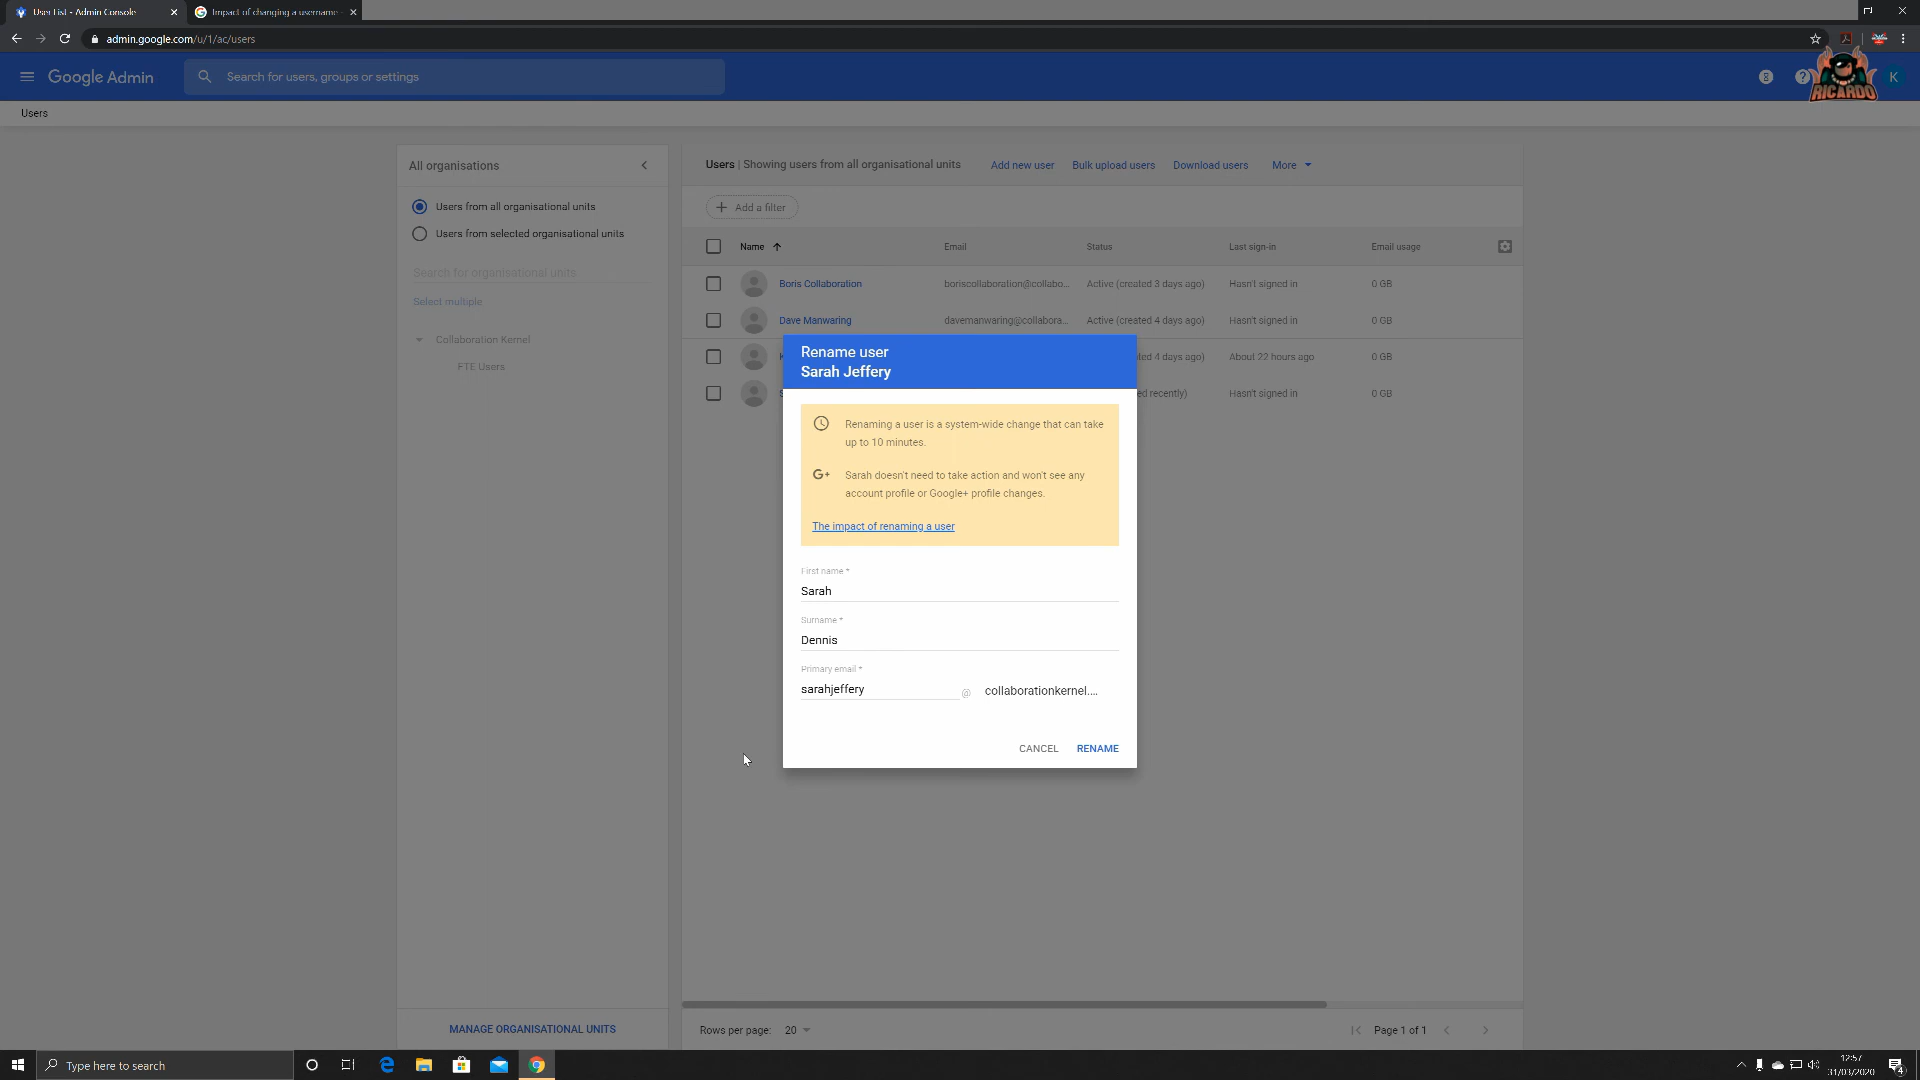 User List - Admin Console
Impact of changing a username -
admin.google.com/u/1/ac/users
Google Admin
Search for users, groups or settings
8
?
K
RICARDO
Users
All organisations
Users from all organisational units
Users from selected organisational units
Search for organisational units
Select multiple
Collaboration Kernel
FTE Users
MANAGE ORGANISATIONAL UNITS
Users | Showing users from all organisational units
Add new user
Bulk upload users
Download users
More
Add a filter
Name
Email
Status
Last sign-in
Email usage
Boris Collaboration
boriscollaboration@collabo...
Active (created 3 days ago)
Hasn't signed in
0 GB
Dave Manwaring
davemanwaring@collabora...
Active (created 4 days ago)
Hasn't signed in
0 GB
ted 4 days ago)
About 22 hours ago
0 GB
ed recently)
Hasn't signed in
0 GB
Rename user
Sarah Jeffery
Renaming a user is a system-wide change that can take
up to 10 minutes.
G+
Sarah doesn't need to take action and won't see any
account profile or Google+ profile changes.
The impact of renaming a user
First name *
Sarah
Surname *
Dennis
Primary email *
sarahjeffery
@
collaborationkernel....
CANCEL
RENAME
Rows per page:
20
Page 1 of 1
Type here to search
12:57
31/03/2020
4